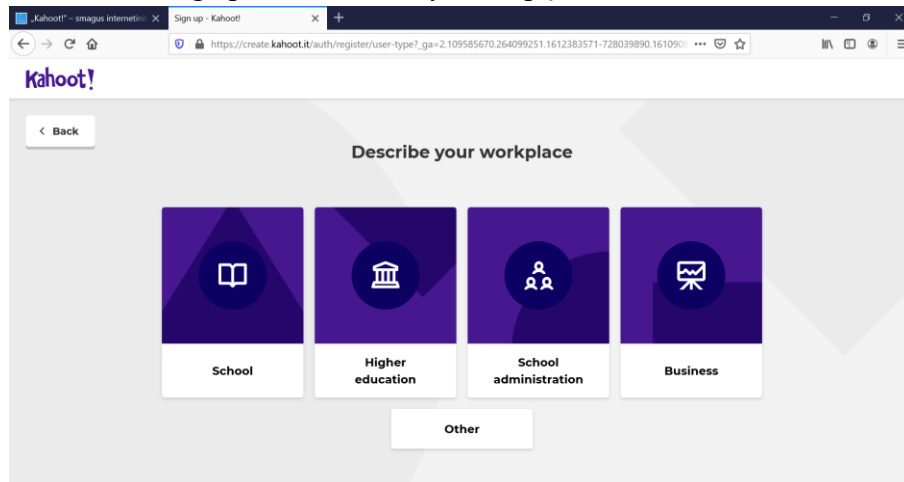 „Kahoot!" – smagus internetini
Sign up - Kahoot!
https://create.kahoot.it/auth/register/user-type?_ga=2.109585670.264099251.1612383571-728039890.161090
Kahoot!
Back
Describe your workplace
School
Higher education
School administration
Business
Other